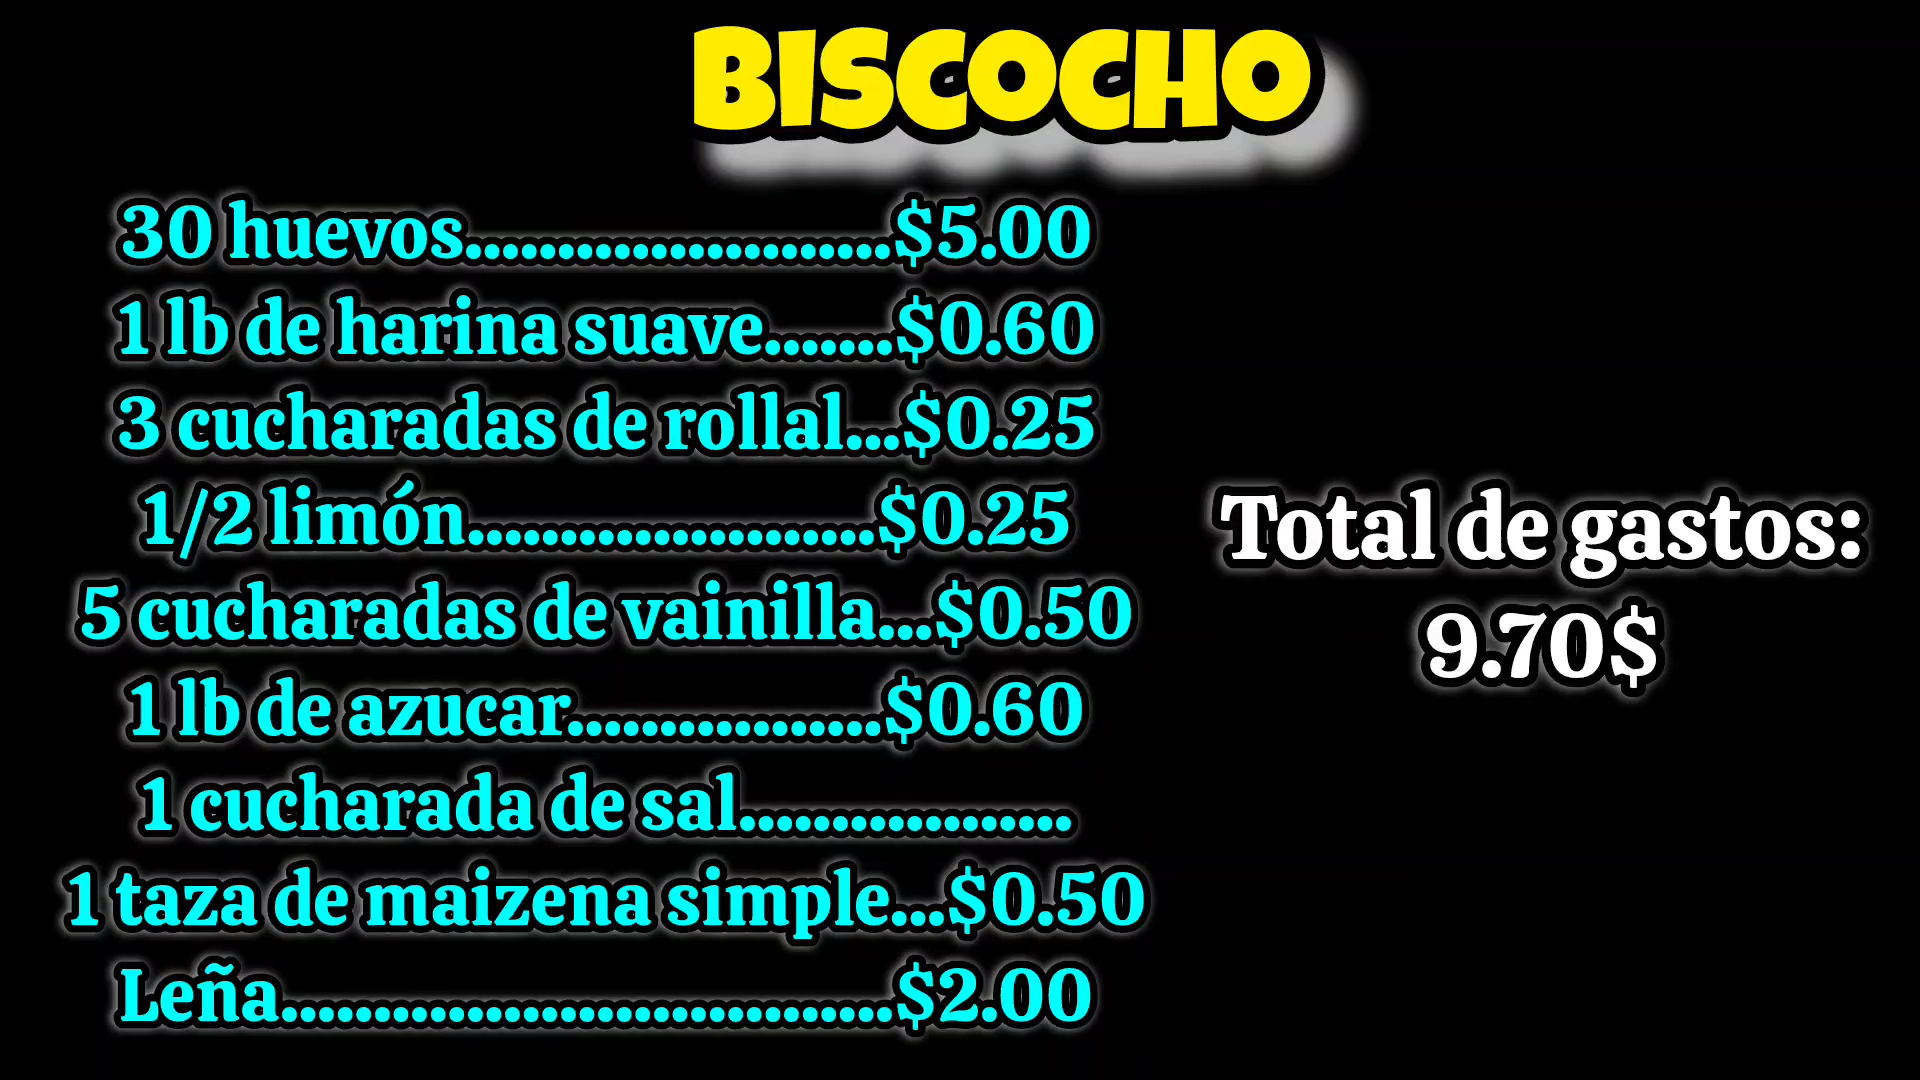 BISCOCHO
30 huevos.......................$5.00
1 lb de harina suave.......$0.60
3 cucharadas de rollal...$0.25
1/2 limón......................$0.25
5 cucharadas de vainilla...$0.50
1 lb de azucar.................$0.60
1 cucharada de sal..................
1 taza de maizena simple...$0.50
Leña.................................$2.00
Total de gastos:
9.70$